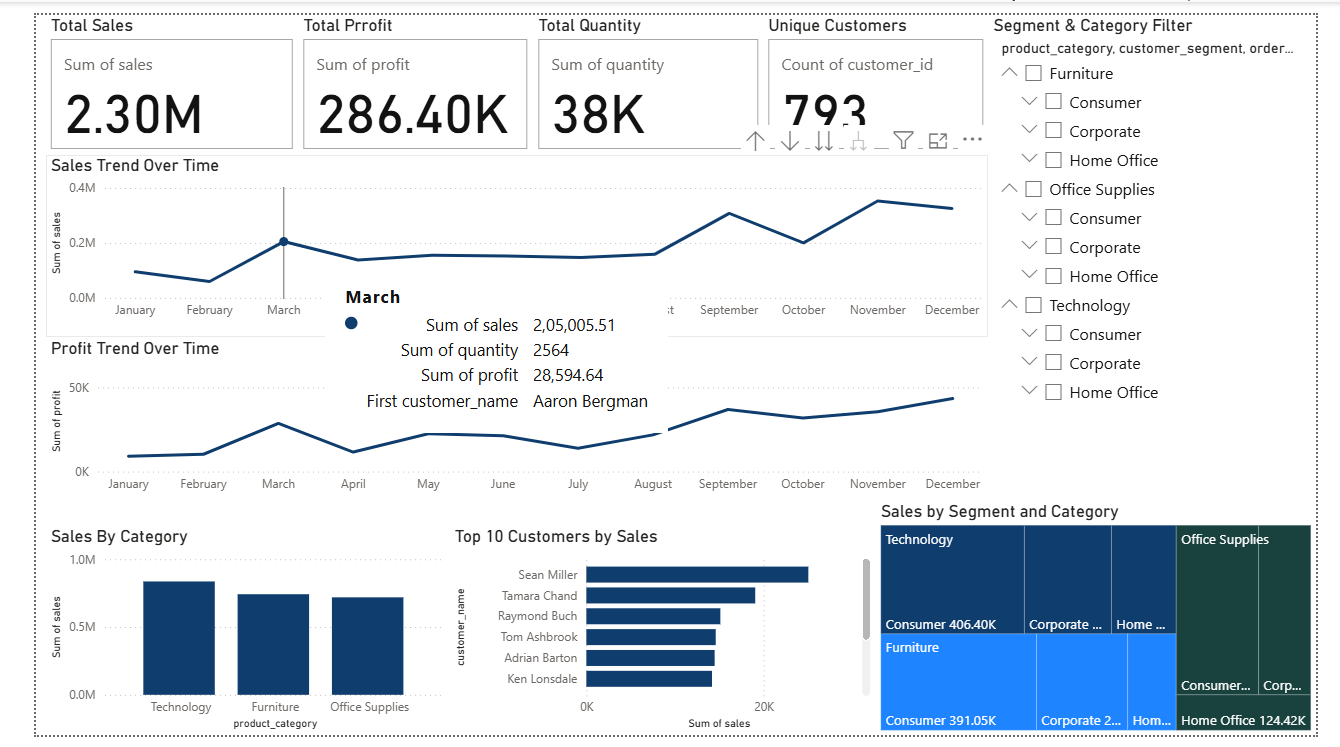 Total Sales
Sum of sales
2.30M
Total Prrofit
Sum of profit
286.40K
Total Quantity
Sum of quantity
38K
Unique Customers
Count of customer_id
793
Segment & Category Filter
product_category, customer_segment, order...
Furniture
Consumer
Corporate
Home Office
Office Supplies
Consumer
Corporate
Home Office
Technology
Consumer
Corporate
Home Office
Sales Trend Over Time
Sum of sales
0.4M
0.2M
0.0M
January February March September October November December
March
Sum of sales 2,05,005.51
Sum of quantity 2564
Sum of profit 28,594.64
First customer_name Aaron Bergman
Profit Trend Over Time
Sum of profit
50K
0K
January February March April May June July August September October November December
Sales By Category
Sum of sales
1.0M
0.5M
0.0M
Technology Furniture Office Supplies
product_category
Top 10 Customers by Sales
customer_name
Sean Miller
Tamara Chand
Raymond Buch
Tom Ashbrook
Adrian Barton
Ken Lonsdale
0K 20K
Sum of sales
Sales by Segment and Category
Technology
Consumer 406.40K
Corporate ...
Home ...
Furniture
Consumer 391.05K
Corporate 2...
Hom...
Office Supplies
Consumer...
Corp...
Home Office 124.42K